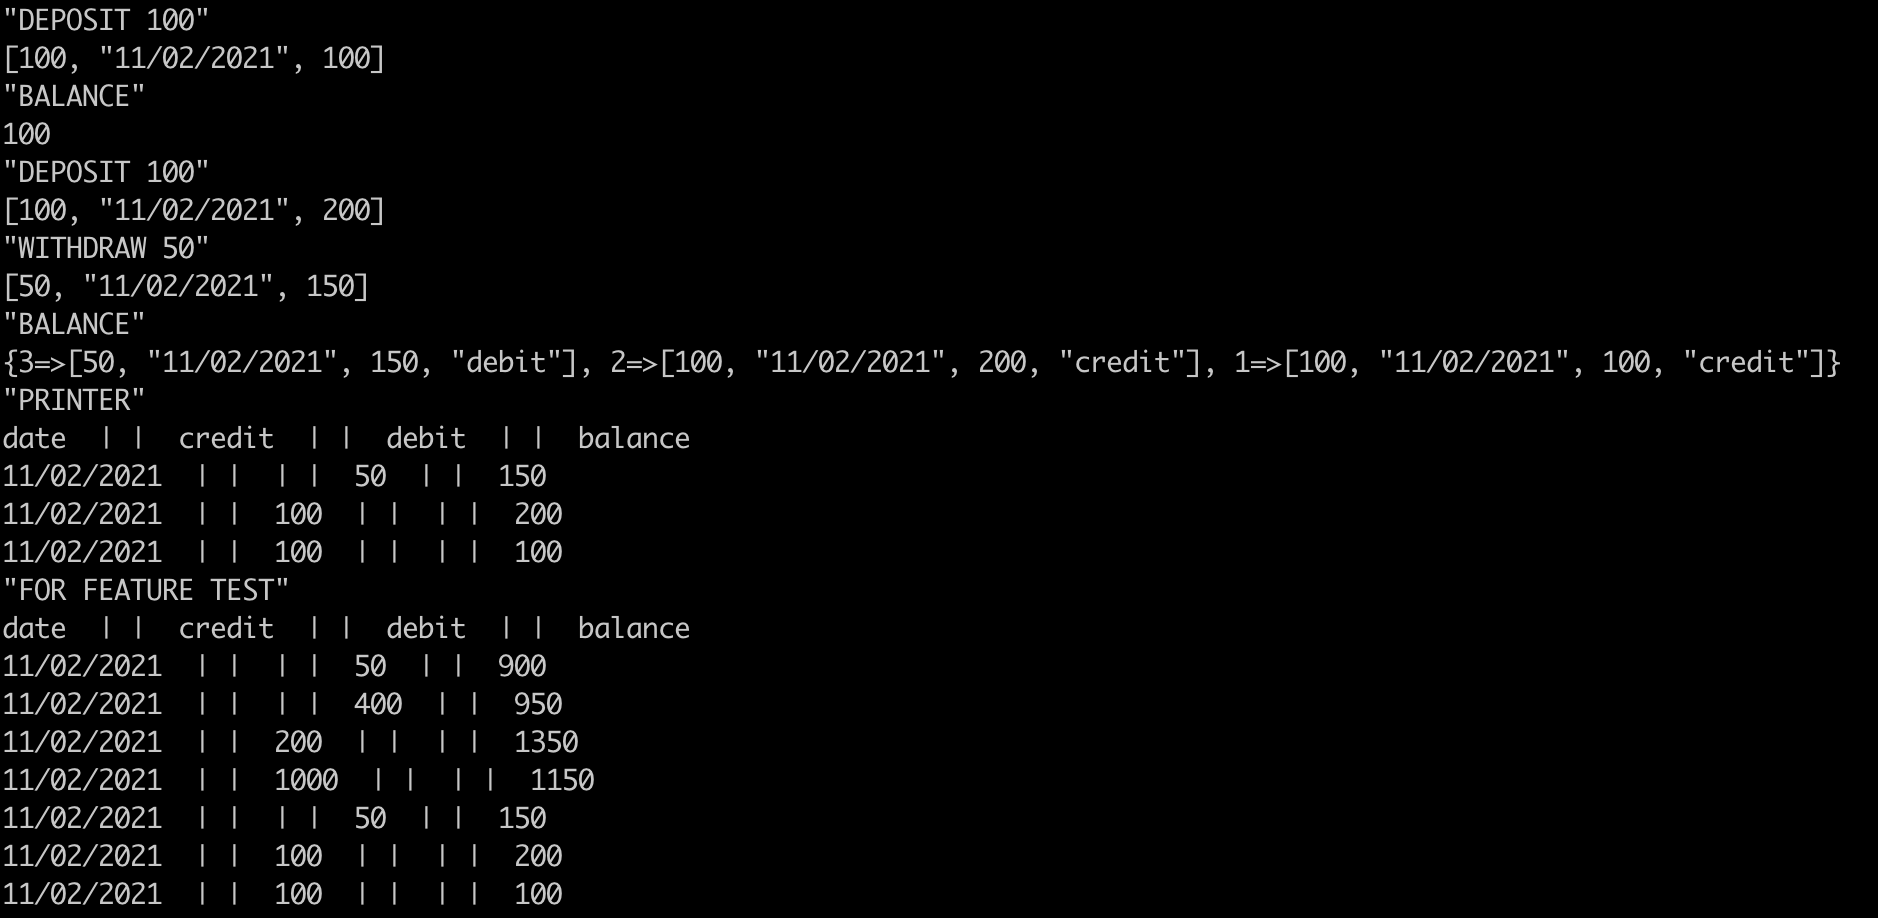 "DEPOSIT 100"
[100, "11/02/2021", 100]
"BALANCE"
100
"DEPOSIT 100"
[100, "11/02/2021", 200]
"WITHDRAW 50"
[50, "11/02/2021", 150]
"BALANCE"
{3=>[50, "11/02/2021", 150, "debit"], 2=>[100, "11/02/2021", 200, "credit"], 1=>[100, "11/02/2021", 100, "credit"]}
"PRINTER"
date  | |  credit  | |  debit  | |  balance
11/02/2021  | |  | |  50  | |  150
11/02/2021  | |  100  | |  | |  200
11/02/2021  | |  100  | |  | |  100
"FOR FEATURE TEST"
date  | |  credit  | |  debit  | |  balance
11/02/2021  | |  | |  50  | |  900
11/02/2021  | |  | |  400  | |  950
11/02/2021  | |  200  | |  | |  1350
11/02/2021  | |  1000  | |  | |  1150
11/02/2021  | |  | |  50  | |  150
11/02/2021  | |  100  | |  | |  200
11/02/2021  | |  100  | |  | |  100